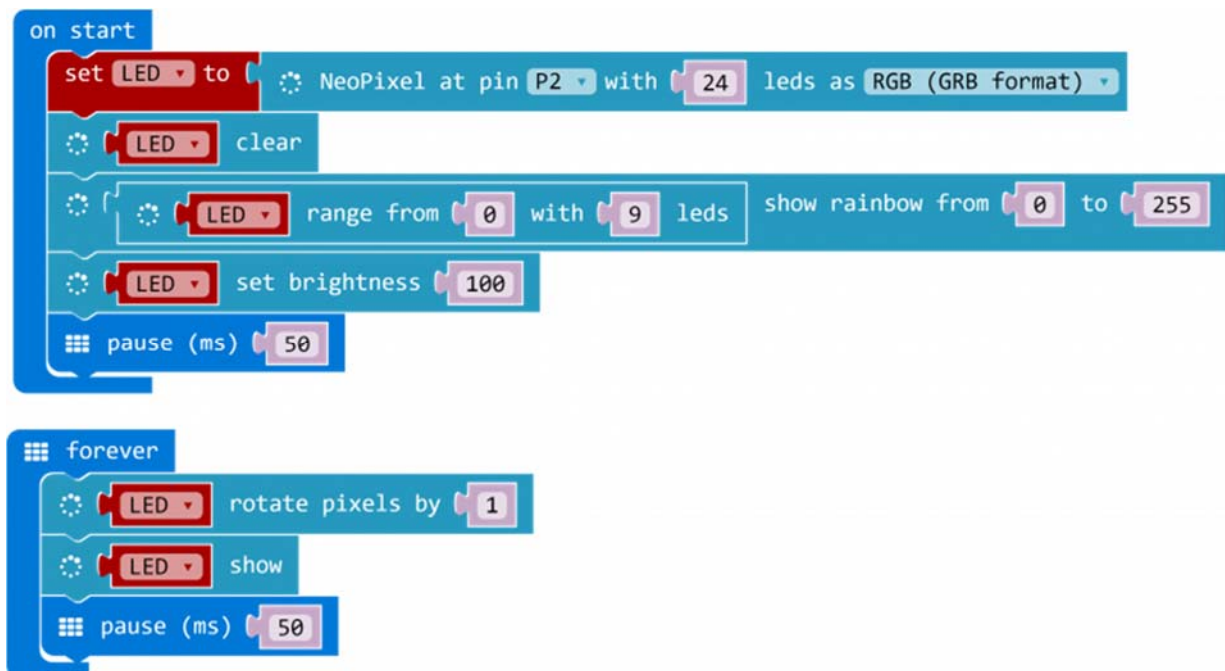 on start
set LED to NeoPixel at pin P2 with 24 leds as RGB (GRB format)
LED clear
LED range from 0 with 9 leds show rainbow from 0 to 255
LED set brightness 100
pause (ms) 50
forever
LED rotate pixels by 1
LED show
pause (ms) 50